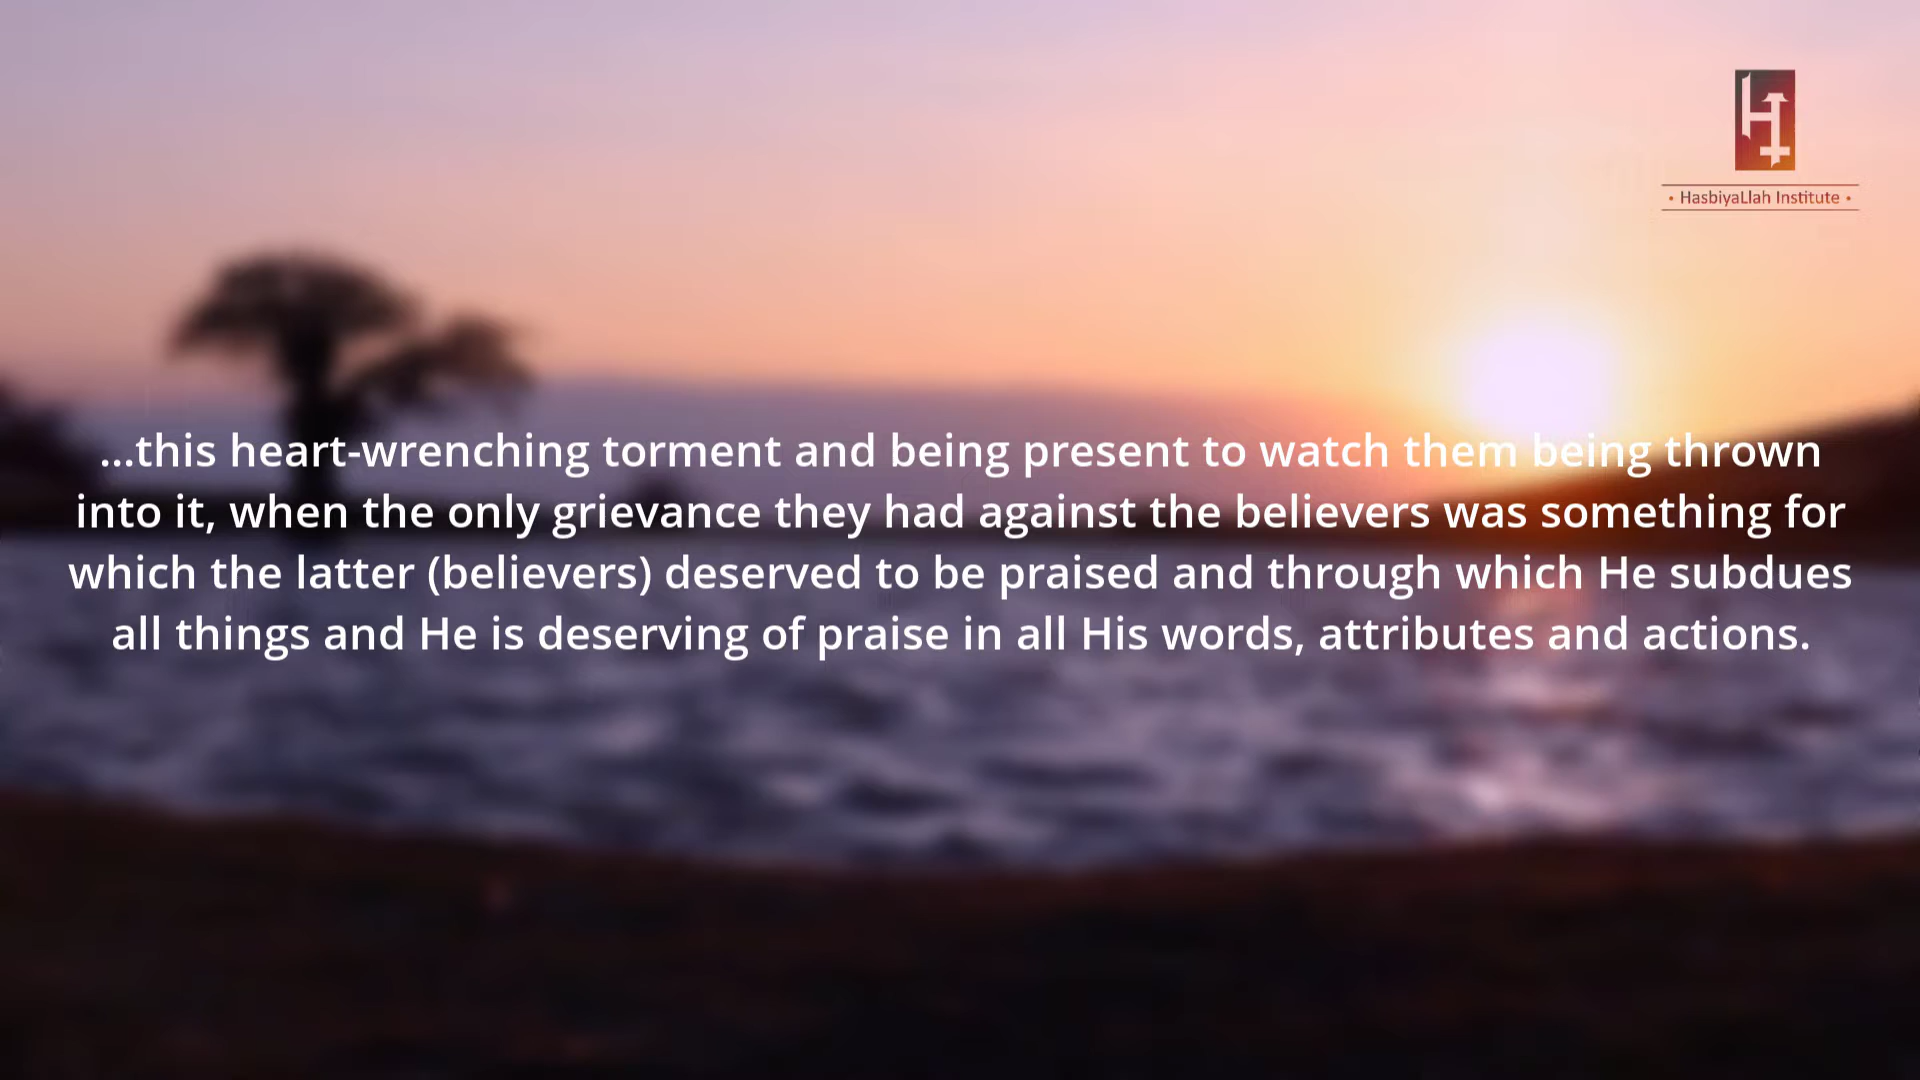 • HasbiyaLlah Institute •
...this heart-wrenching torment and being present to watch them being thrown
into it, when the only grievance they had against the believers was something for
which the latter (believers) deserved to be praised and through which He subdues
all things and He is deserving of praise in all His words, attributes and actions.